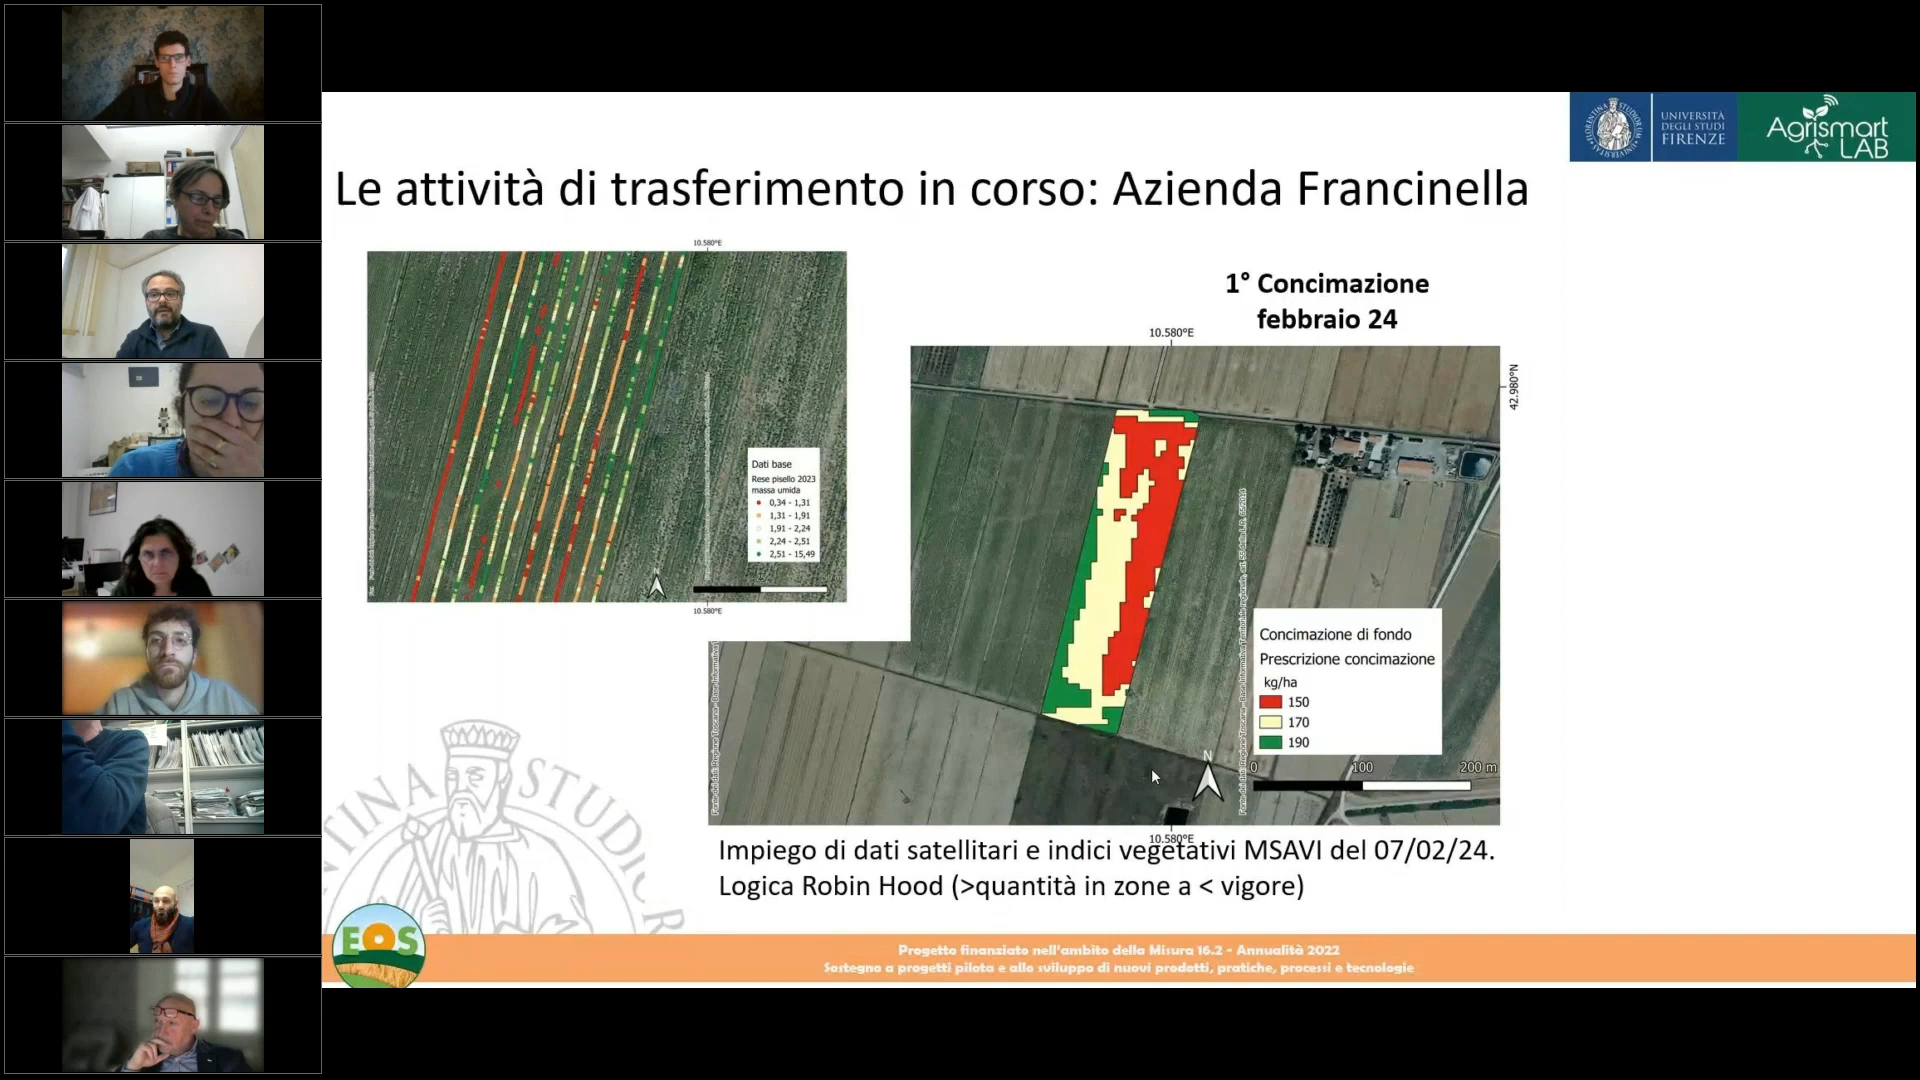 UNIVERSITÀ
DEGLI STUDI
FIRENZE
Agrismart
LAB
Le attività di trasferimento in corso: Azienda Francinella
10.580°E
Dati base
Rese pisello 2023
massa umida
0,34 - 1,31
1,31 - 1,91
1,91 - 2,24
2,24 - 2,51
2,51 - 15,49
N
10.580°E
1° Concimazione
febbraio 24
10.580°E
42.980°N
Concimazione di fondo
Prescrizione concimazione
kg/ha
150
170
190
N
0 100 200 m
10.580°E
Impiego di dati satellitari e indici vegetativi MSAVI del 07/02/24.
Logica Robin Hood (>quantità in zone a < vigore)
EOS
Progetto finanziato nell'ambito della Misura 16.2 - Annualità 2022
Sostegno a progetti pilota e allo sviluppo di nuovi prodotti, pratiche, processi e tecnologie